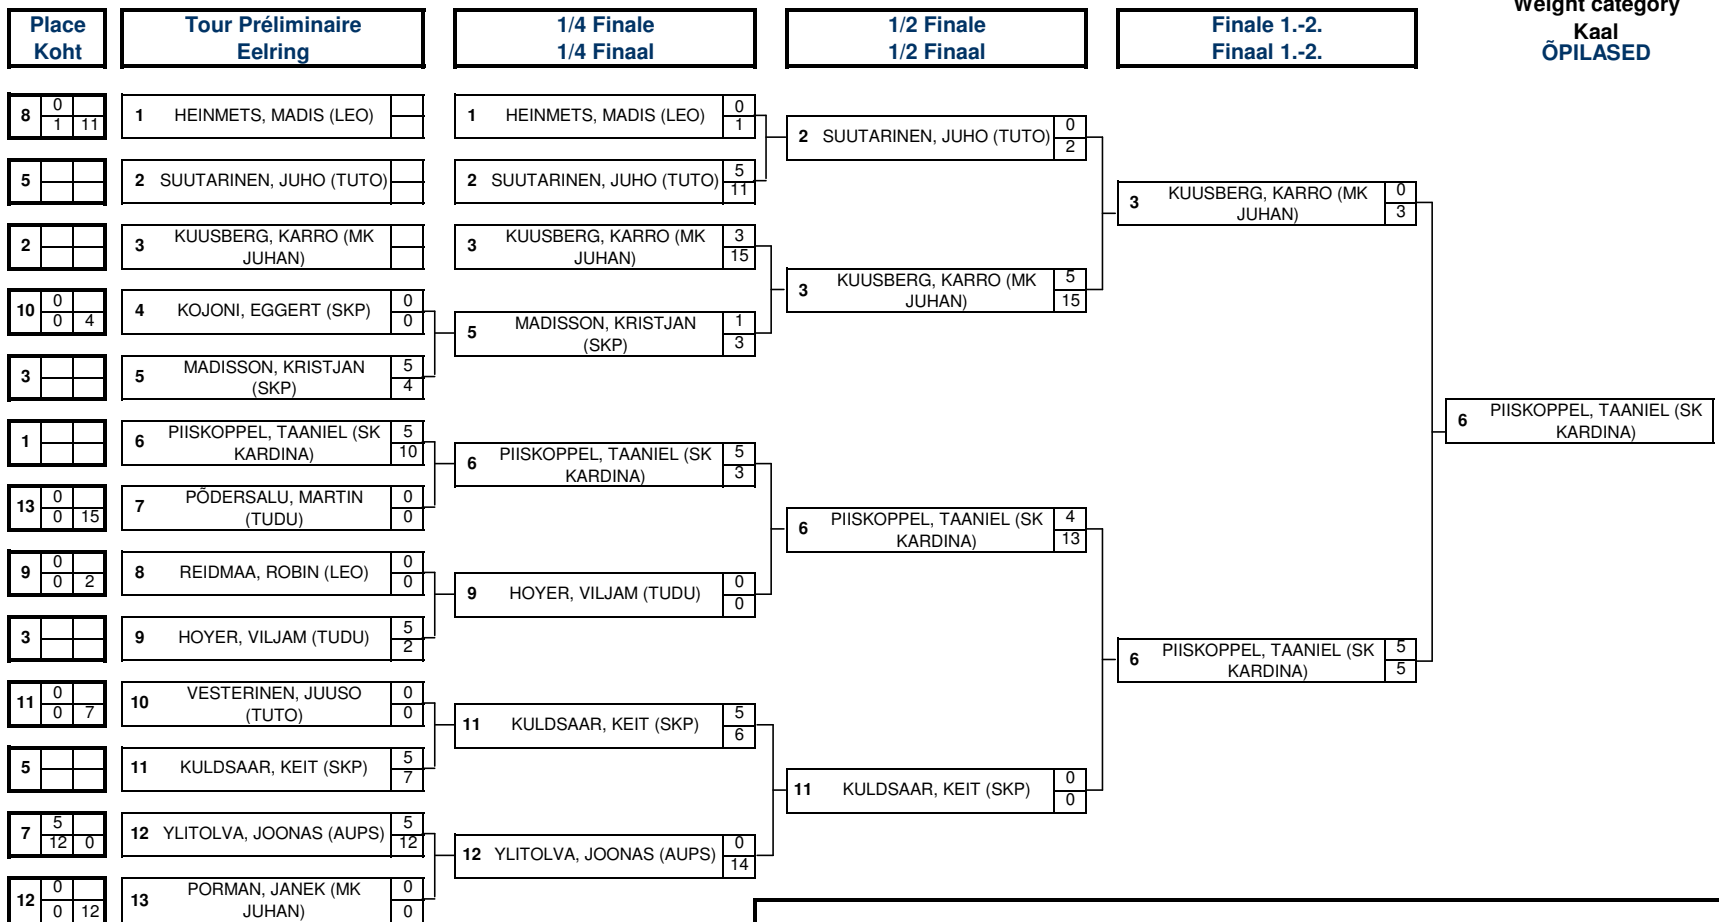 Weight category
Place Tour Préliminaire 1/4 Finale 1/2 Finale Finale 1.-2. Kaal
Koht Eelring 1/4 Finaal 1/2 Finaal Finaal 1.-2. ÕPILASED
8 0 1 11
1 HEINMETS, MADIS (LEO)
5
2 SUUTARINEN, JUHO (TUTO)
2
3 KUUSBERG, KARRO (MK
JUHAN)
10 0 0 4
4 KOJONI, EGGERT (SKP) 0 0
3
5 MADISSON, KRISTJAN
(SKP) 5 4
1
6 PIISKOPPEL, TAANIEL (SK
KARDINA) 5 10
13 0 0 15
7 PÕDERSALU, MARTIN
(TUDU) 0 0
9 0 0 2
8 REIDMAA, ROBIN (LEO) 0 0
3
9 HOYER, VILJAM (TUDU) 5 2
11 0 0 7
10 VESTERINEN, JUUSO
(TUTO) 0 0
5
11 KULDSAAR, KEIT (SKP) 5 7
7 5 12 0
12 YLITOLVA, JOONAS (AUPS) 5 12
12 0 0 12
13 PORMAN, JANEK (MK
JUHAN) 0 0
1 HEINMETS, MADIS (LEO) 0 1
2 SUUTARINEN, JUHO (TUTO) 5 11
3 KUUSBERG, KARRO (MK
JUHAN) 3 15
5 MADISSON, KRISTJAN
(SKP) 1 3
6 PIISKOPPEL, TAANIEL (SK
KARDINA) 5 3
9 HOYER, VILJAM (TUDU) 0 0
11 KULDSAAR, KEIT (SKP) 5 6
12 YLITOLVA, JOONAS (AUPS) 0 14
2 SUUTARINEN, JUHO (TUTO) 0 2
3 KUUSBERG, KARRO (MK
JUHAN) 5 15
6 PIISKOPPEL, TAANIEL (SK
KARDINA) 4 13
11 KULDSAAR, KEIT (SKP) 0 0
3 KUUSBERG, KARRO (MK
JUHAN) 0 3
6 PIISKOPPEL, TAANIEL (SK
KARDINA) 5 5
6 PIISKOPPEL, TAANIEL (SK
KARDINA)